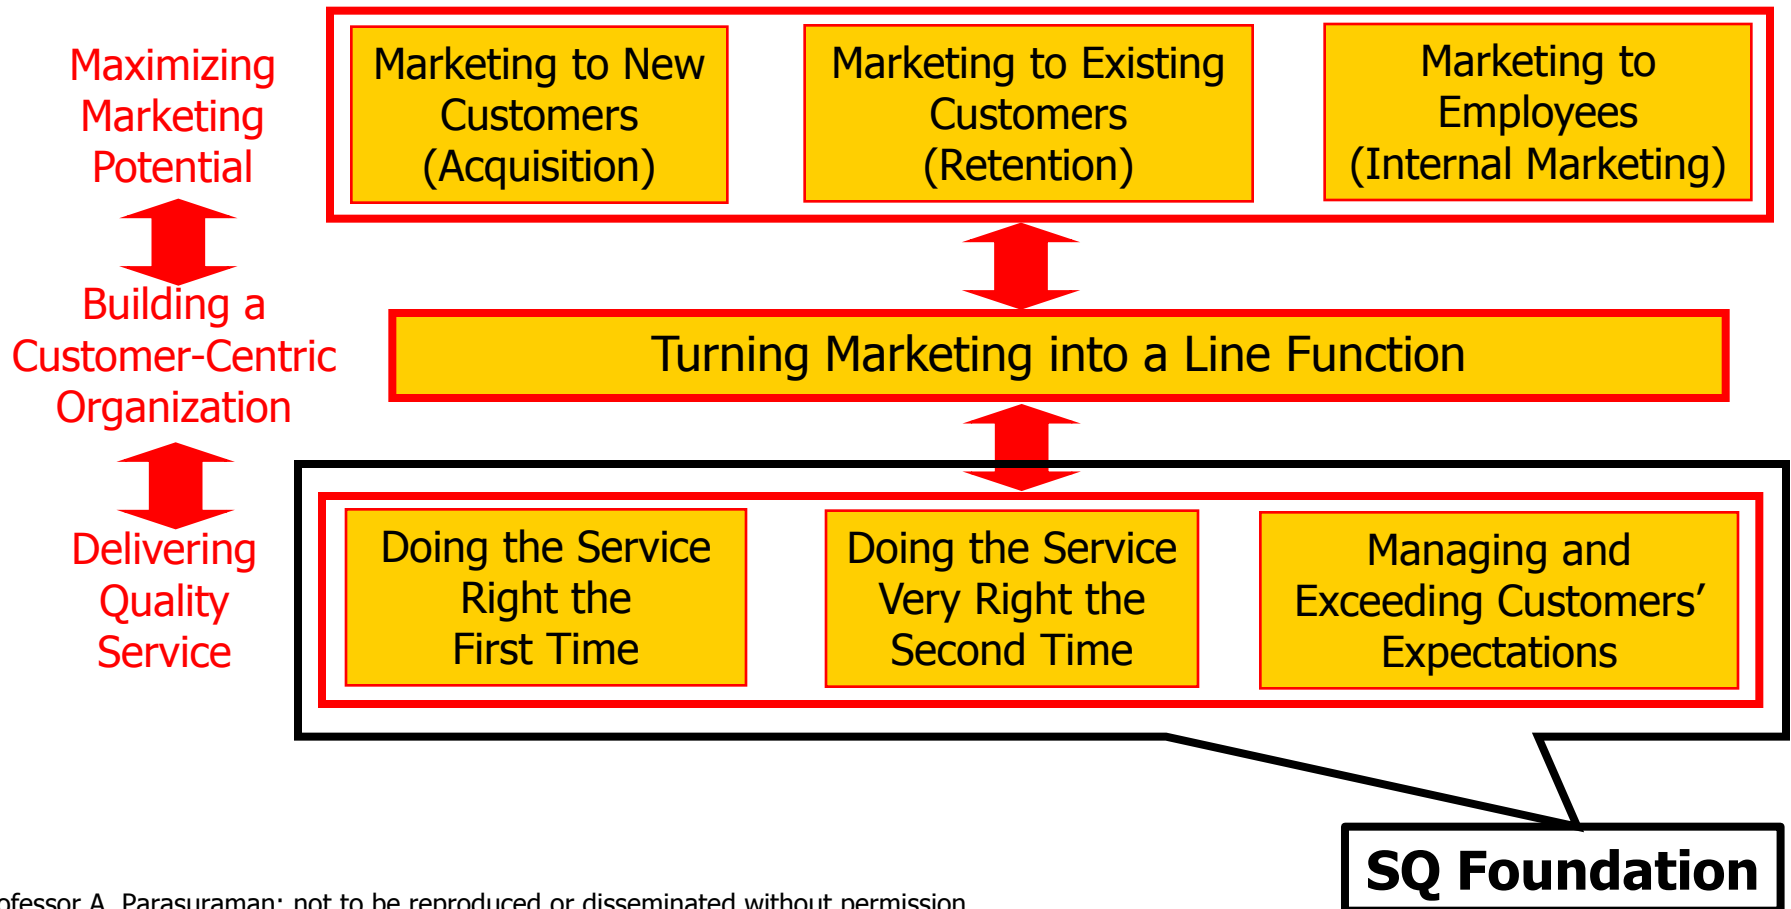 Maximizing
Marketing
Potential
Marketing to New
Customers
(Acquisition)
Marketing to Existing
Customers
(Retention)
Marketing to
Employees
(Internal Marketing)
Building a
Customer-Centric
Organization
Turning Marketing into a Line Function
Delivering
Quality
Service
Doing the Service
Right the
First Time
Doing the Service
Very Right the
Second Time
Managing and
Exceeding Customers’
Expectations
SQ Foundation
ofessor A. Parasuraman; not to be reproduced or disseminated without permission